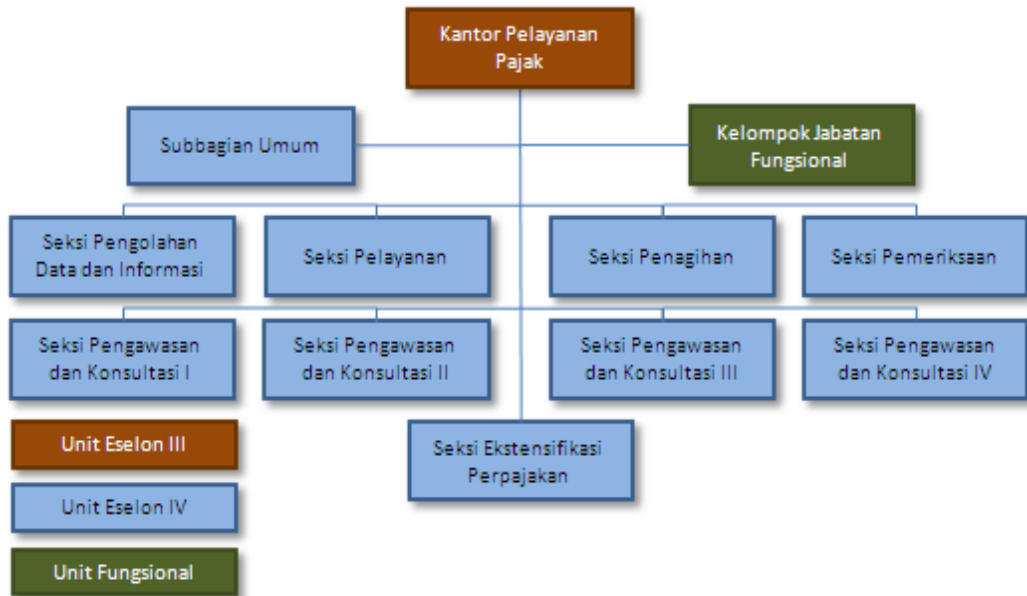 Kantor Pelayanan
Pajak
Subbagian Umum
Kelompok Jabatan
Fungsional
Seksi Pengolahan
Data dan Informasi
Seksi Pelayanan
Seksi Penagihan
Seksi Pemeriksaan
Seksi Pengawasan
dan Konsultasi I
Seksi Pengawasan
dan Konsultasi II
Seksi Pengawasan
dan Konsultasi III
Seksi Pengawasan
dan Konsultasi IV
Seksi Ekstensifikasi
Perpajakan
Unit Eselon III
Unit Eselon IV
Unit Fungsional